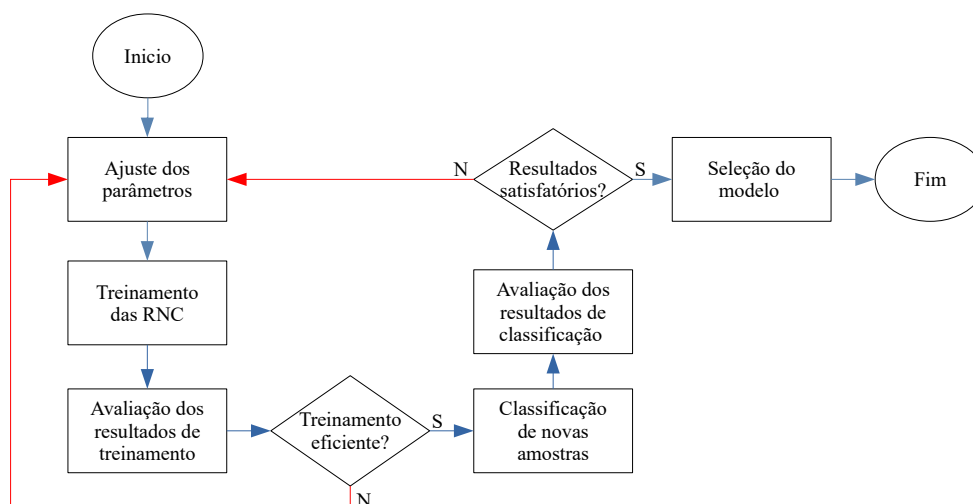 Inicio
Ajuste dos
parâmetros
N
Resultados
satisfatórios?
S
Seleção do
modelo
Fim
Treinamento
das RNC
Avaliação dos
resultados de
classificação
Avaliação dos
resultados de
treinamento
Treinamento
eficiente?
S
Classificação
de novas
amostras
N